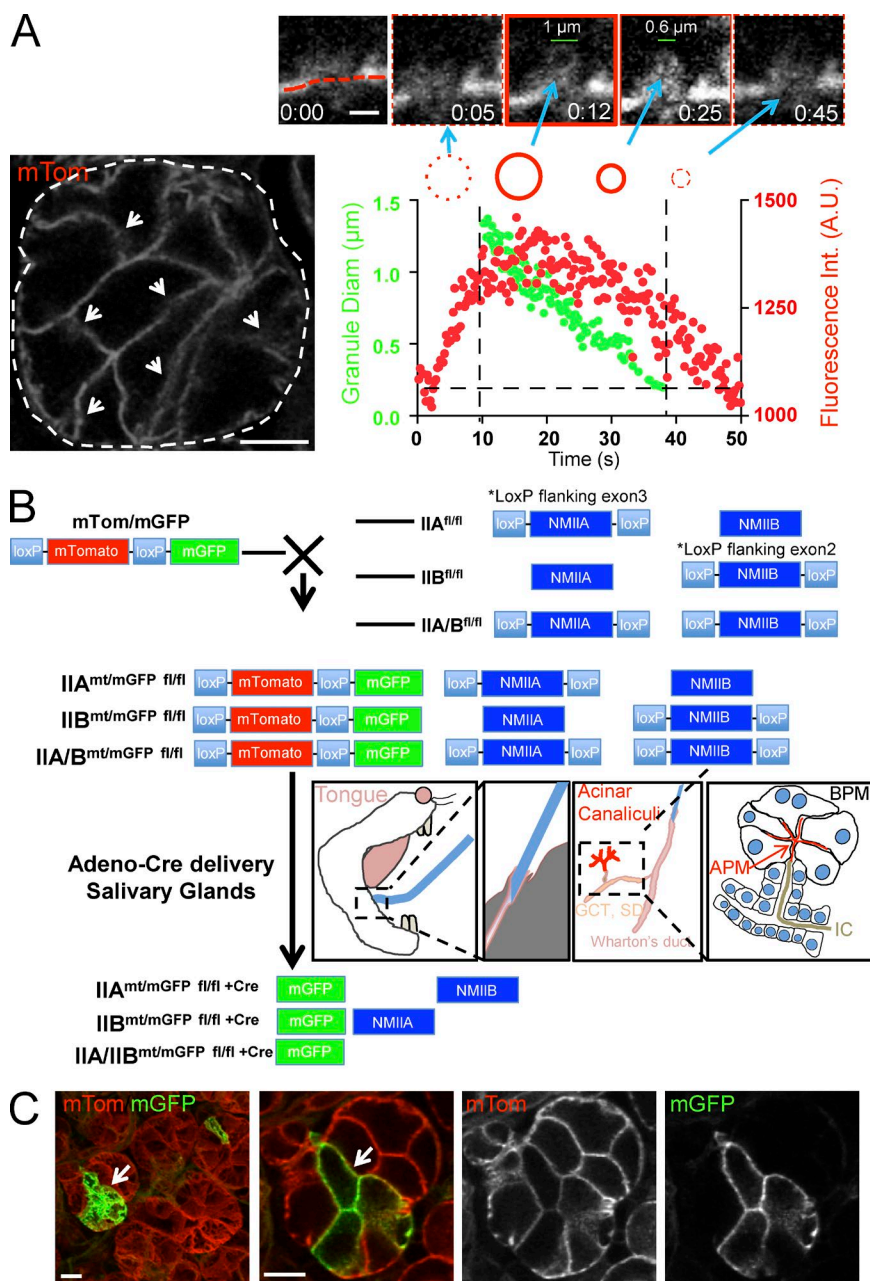 A
1 µm
0.6 µm
0:00
0:05
0:12
0:25
0:45
mTom
Granule Diam (µm)
1.5
1.0
0.5
0.0
1500
1250
1000
Fluorescence Int. (A.U.)
0 10 20 30 40 50
Time (s)
B
mTom/mGFP
loxP mTomato loxP mGFP
*LoxP flanking exon3
IIA fl/fl loxP NMIIA loxP NMIIB
*LoxP flanking exon2
IIB fl/fl NMIIA loxP NMIIB loxP
IIA/B fl/fl loxP NMIIA loxP loxP NMIIB loxP
IIA mt/mGFP fl/fl loxP mTomato loxP mGFP loxP NMIIA loxP NMIIB
IIB mt/mGFP fl/fl loxP mTomato loxP mGFP NMIIA loxP NMIIB loxP
IIA/B mt/mGFP fl/fl loxP mTomato loxP mGFP loxP NMIIA loxP loxP NMIIB loxP
Adeno-Cre delivery
Salivary Glands
Tongue
Acinar
Canaliculi
GCT, SD
Wharton's duct
BPM
APM
IC
IIA mt/mGFP fl/fl +Cre mGFP NMIIB
IIB mt/mGFP fl/fl +Cre mGFP NMIIA
IIA/IIB mt/mGFP fl/fl +Cre mGFP
C
mTom mGFP
mTom
mGFP